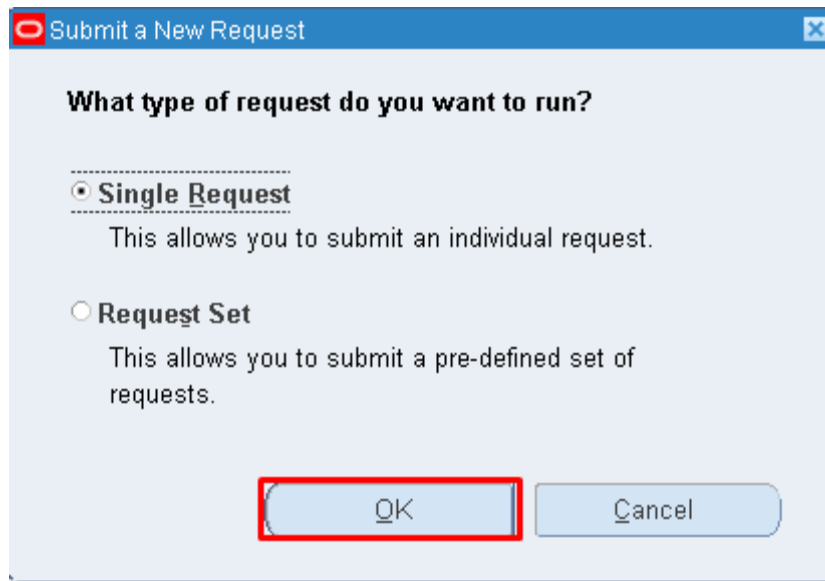 Submit a New Request
What type of request do you want to run?
Single Request
This allows you to submit an individual request.
Request Set
This allows you to submit a pre-defined set of
requests.
OK
Cancel